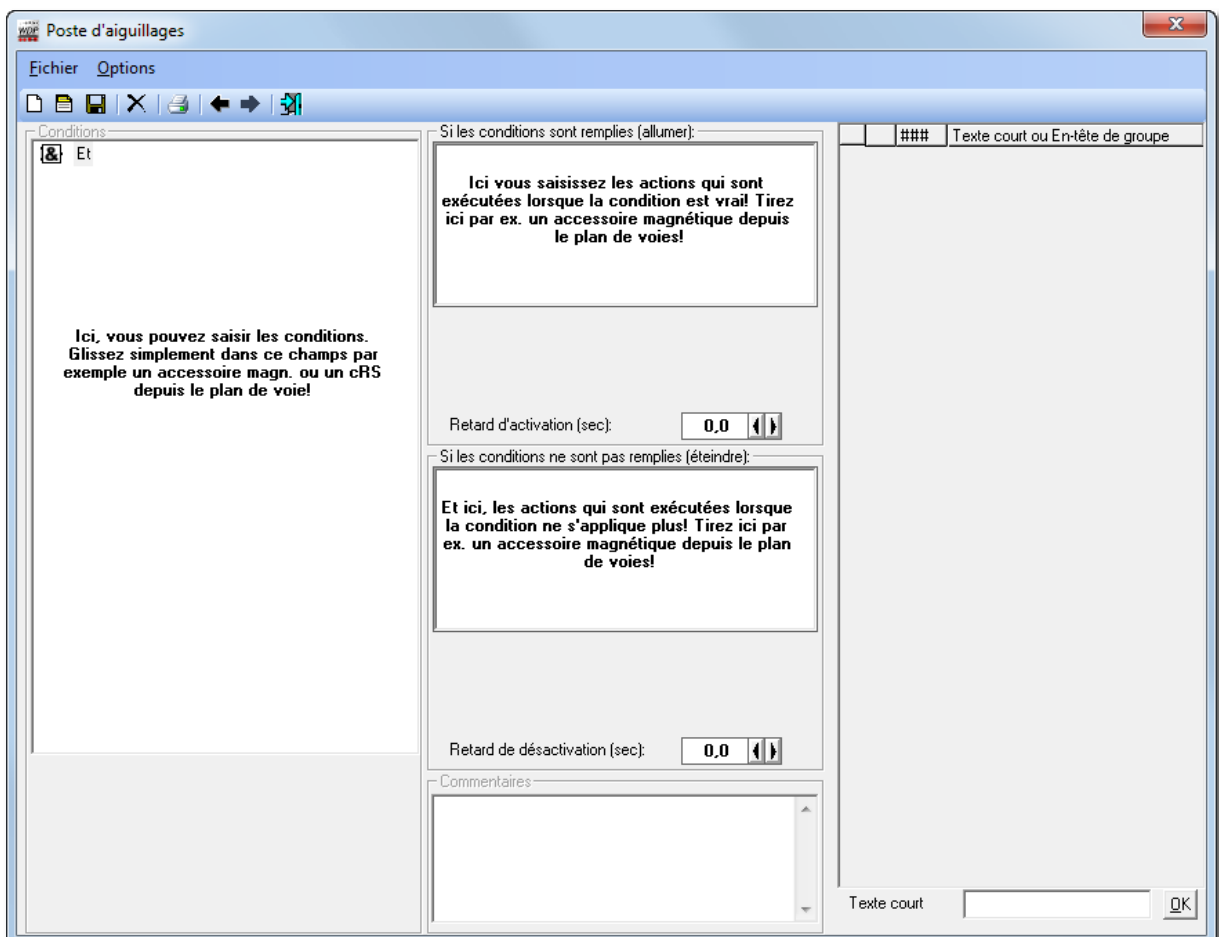 WDP Poste d'aiguillages
Fichier Options
Conditions
& Et
Ici, vous pouvez saisir les conditions.
Glissez simplement dans ce champs par
exemple un accessoire magn. ou un cRS
depuis le plan de voie!
Si les conditions sont remplies (allumer):
Ici vous saisissez les actions qui sont
exécutées lorsque la condition est vrai! Tirez
ici par ex. un accessoire magnétique depuis
le plan de voies!
Retard d'activation (sec): 0,0
Si les conditions ne sont pas remplies (éteindre):
Et ici, les actions qui sont exécutées lorsque
la condition ne s'applique plus! Tirez ici par
ex. un accessoire magnétique depuis le plan
de voies!
Retard de désactivation (sec): 0,0
Commentaires
### Texte court ou En-tête de groupe
Texte court OK